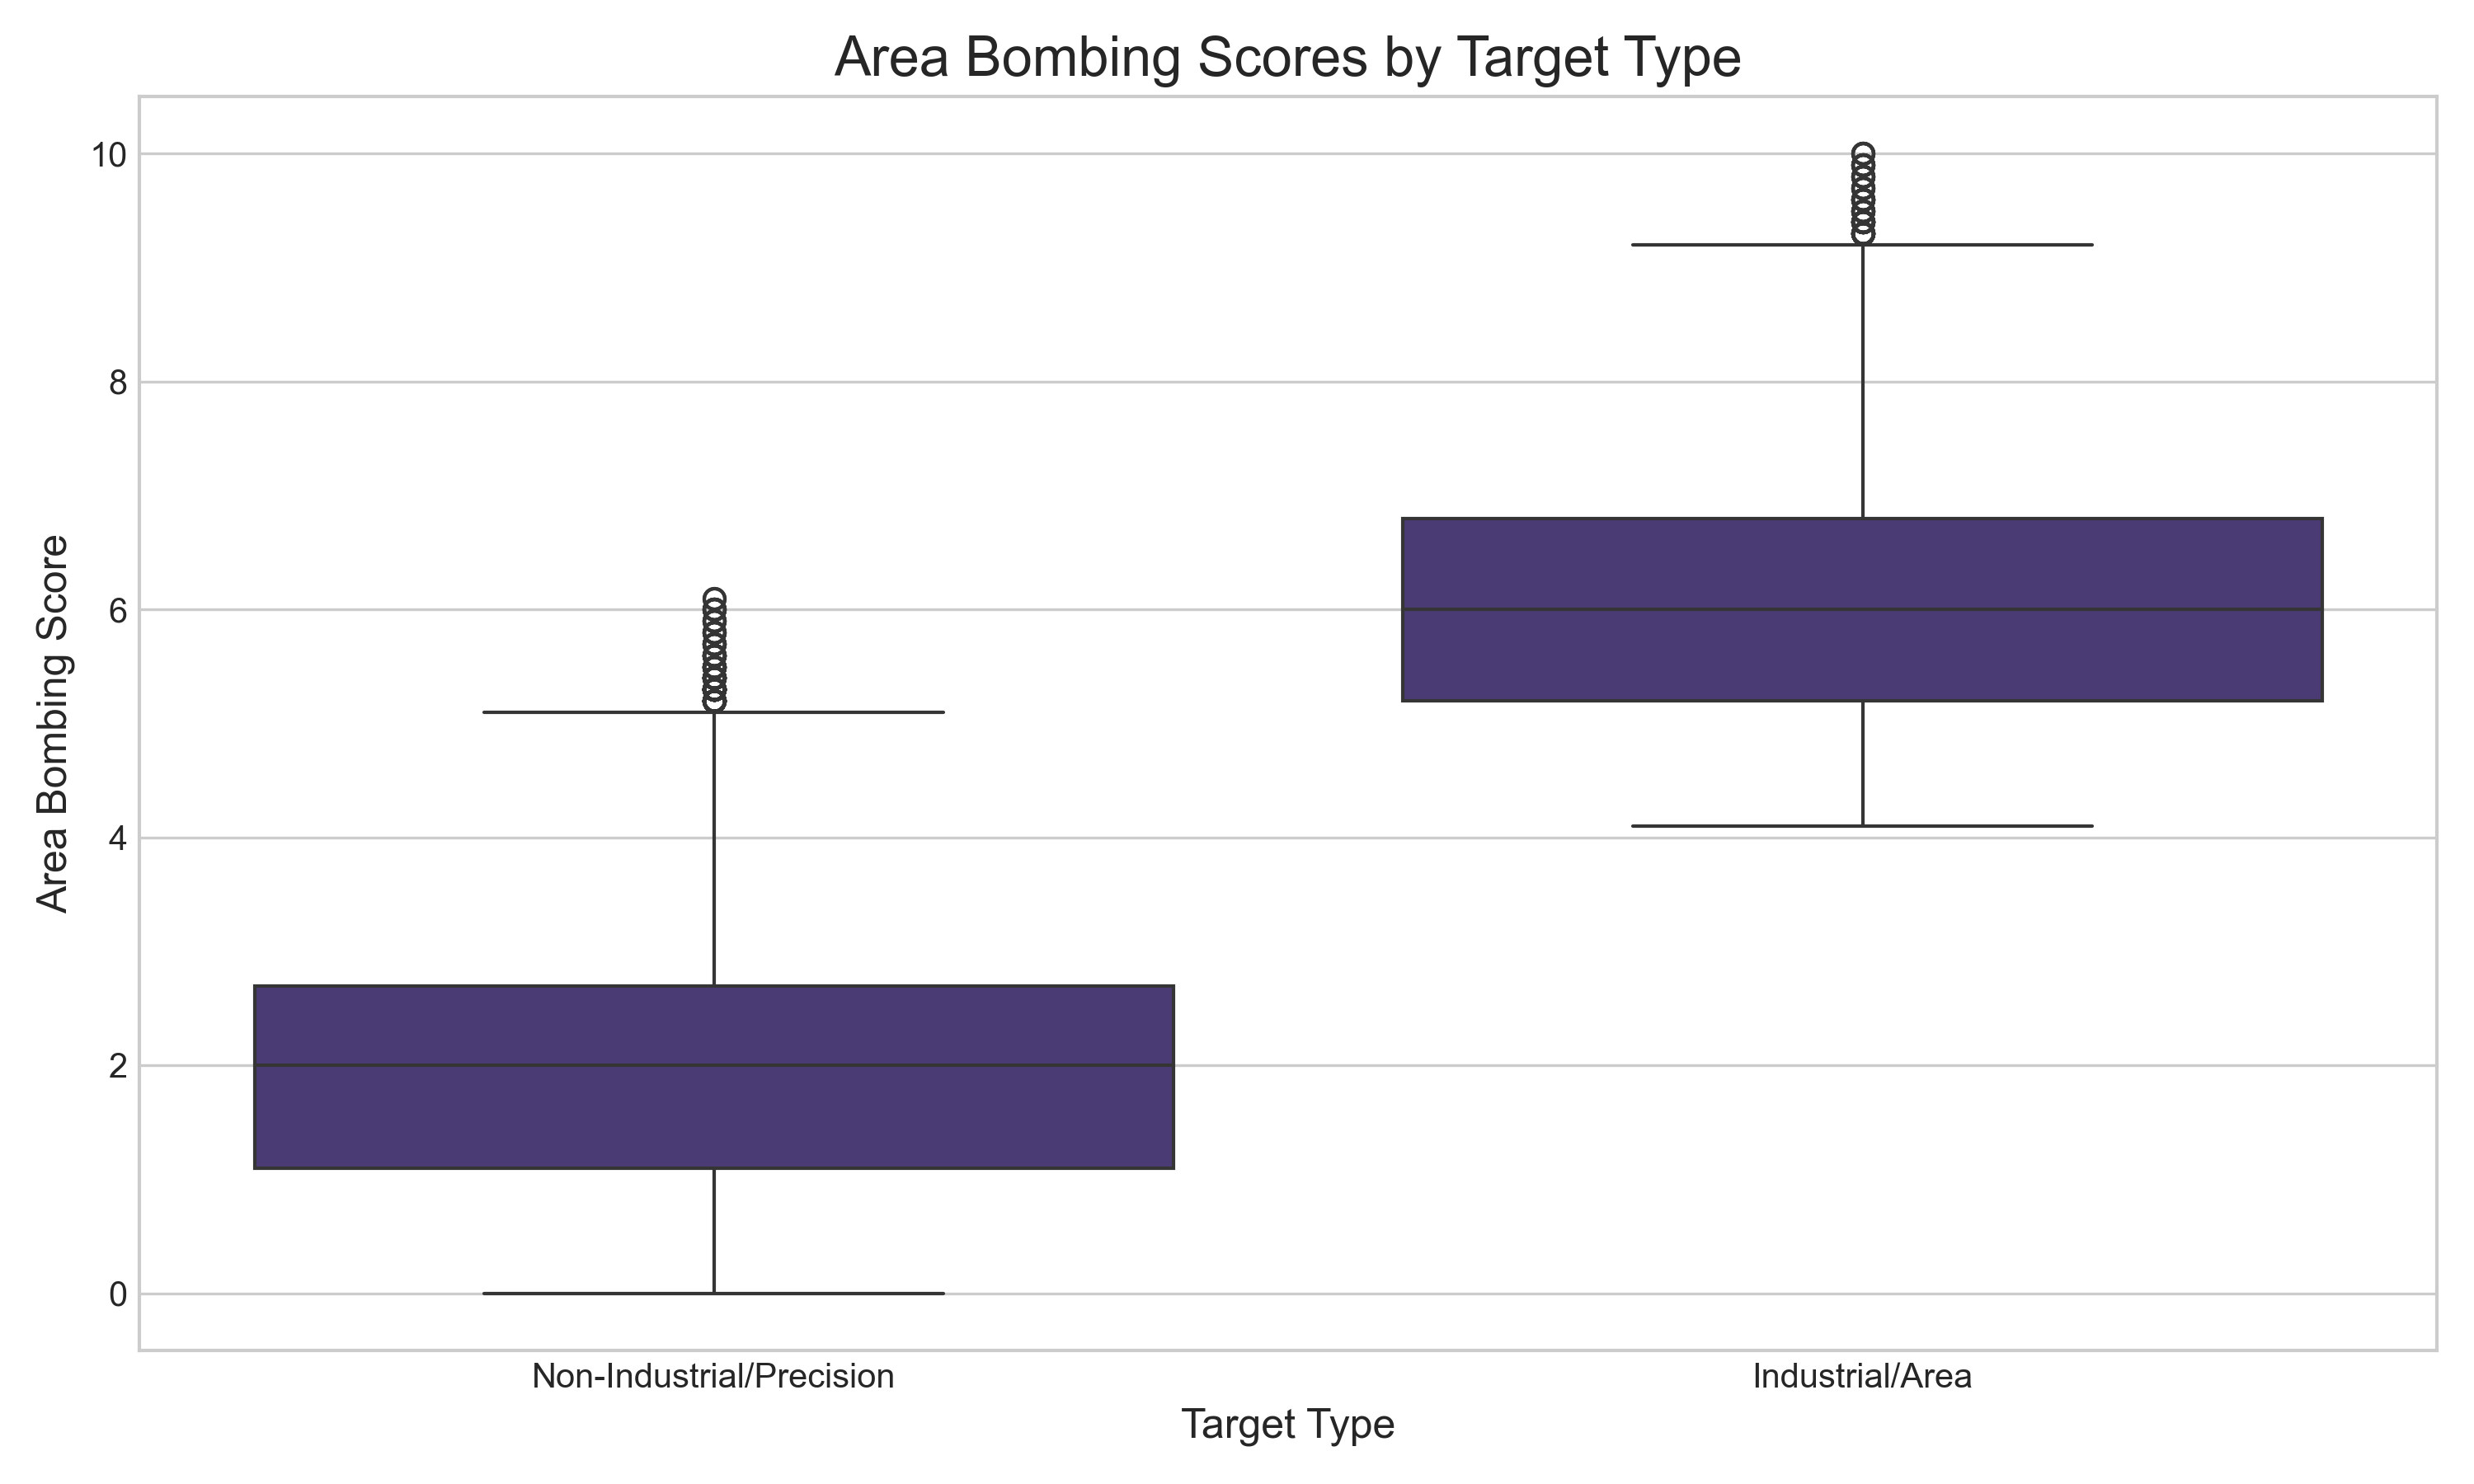 Area Bombing Scores by Target Type
Area Bombing Score
10
8
6
4
2
0
Non-Industrial/Precision
Industrial/Area
Target Type